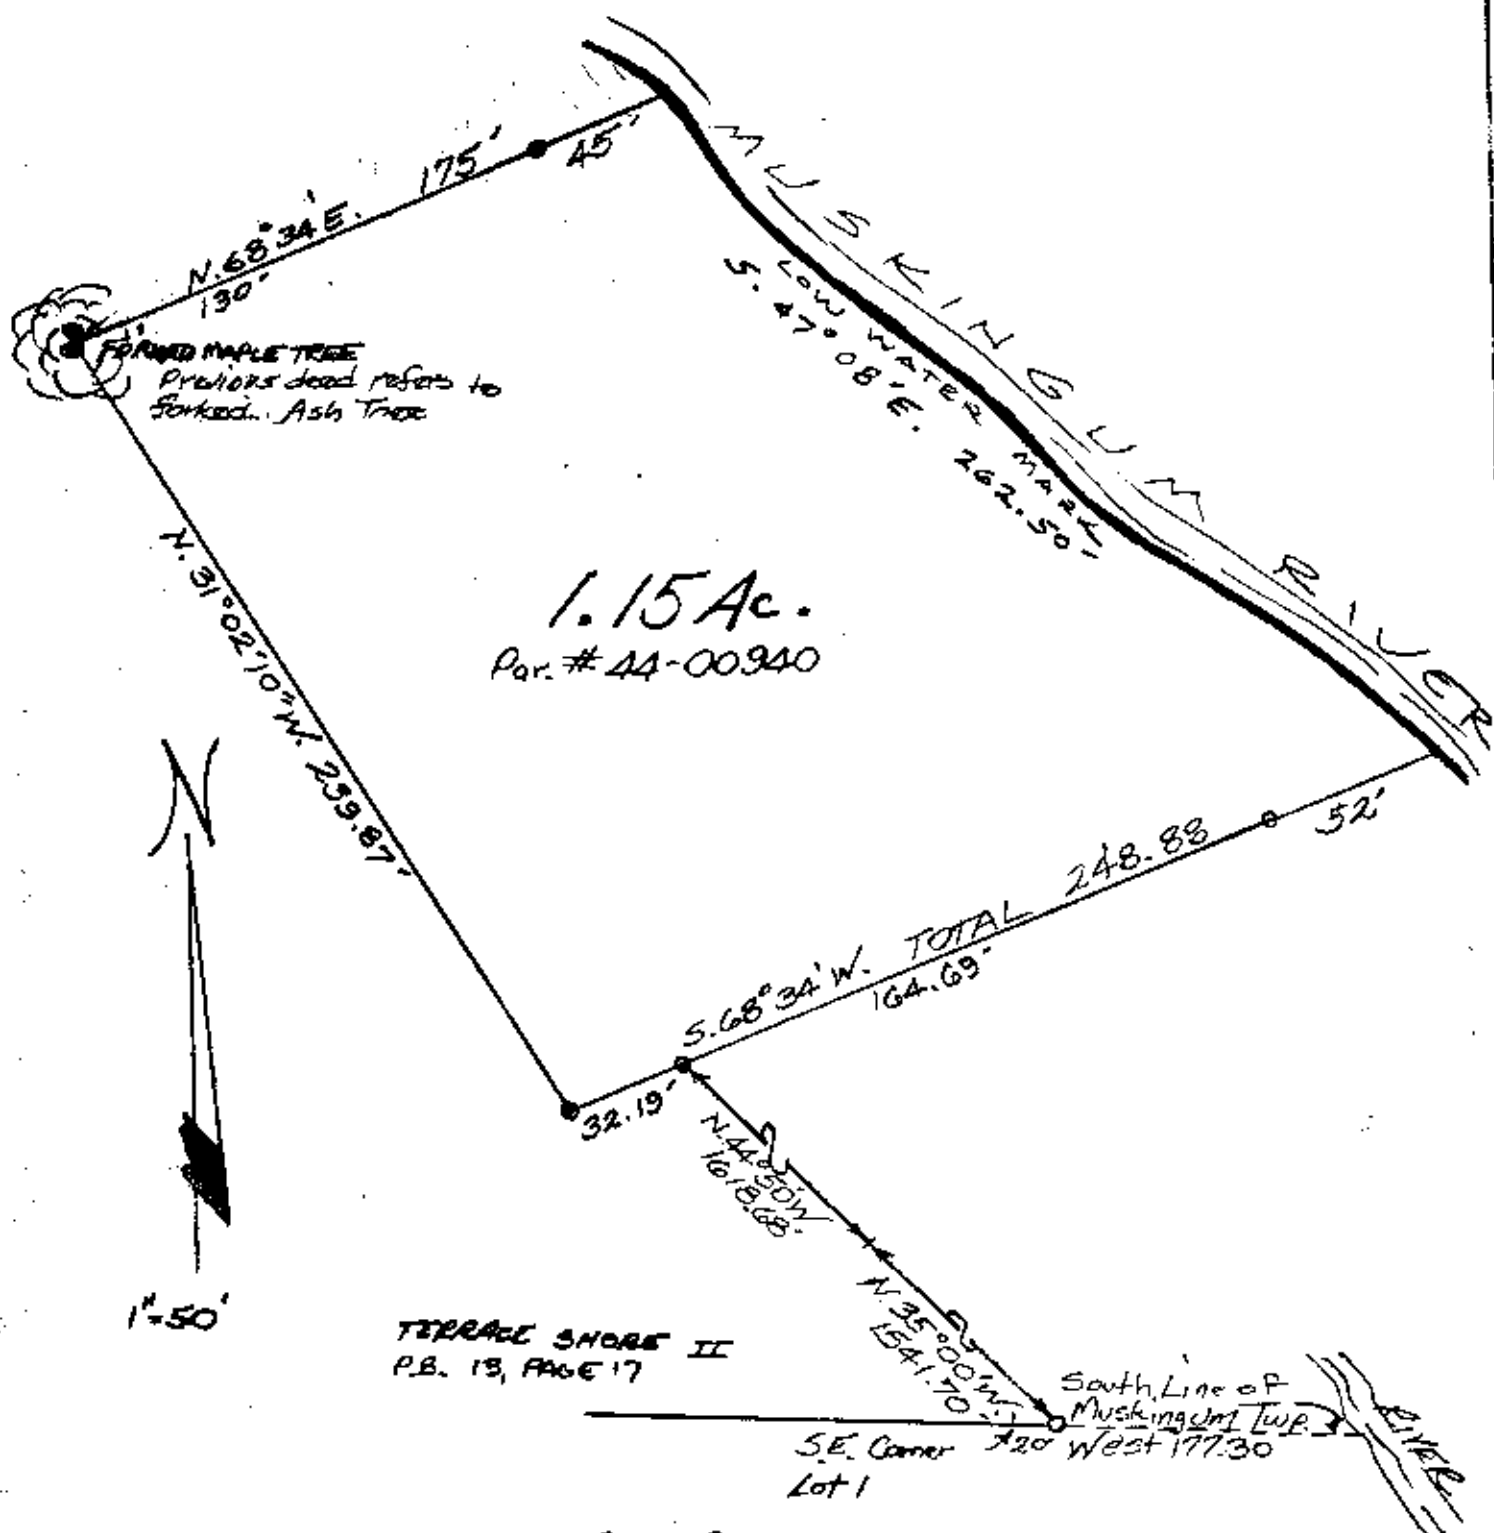 MUSKINGUM RIVER
175'
45'
N. 68° 34' E.
130'
FORKED MAPLE TREE
Previous deed refers to
forked Ash Tree
LOW WATER MARK
S. 47° 08' E. 262.50'
N. 31° 02' 10" W. 239.87'
1.15 Ac.
Par. # 44-00940
N
1"=50'
52'
S. 68° 34' W. TOTAL 248.88
164.69'
32.19'
N. 44° 50' W.
1618.68'
N. 35° 00' W.
1541.70'
TERRACE SHORE II
P.B. 13, PAGE 17
South Line of
Muskingum Twp.
West 177.30
S.E. Corner
Lot 1
RIVER